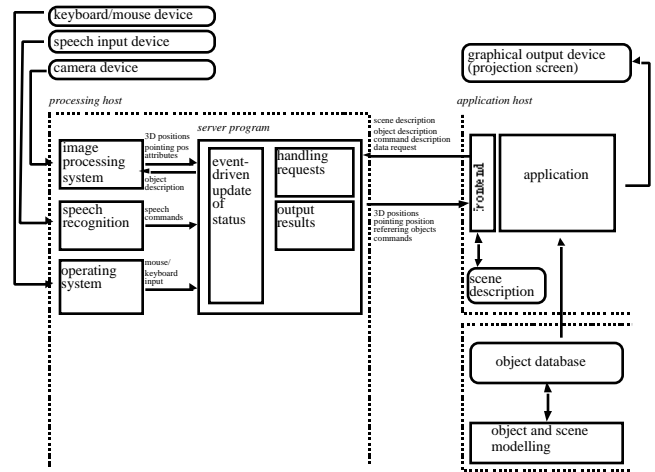 keyboard/mouse device
speech input device
camera device
graphical output device
(projection screen)
processing host
application host
server program
scene description
object description
command description
data request
image
processing
system
3D positions
pointing pos
attributes
object
description
event-
driven
update
of
status
handling
requests
frontend
application
speech
recognition
speech
commands
output
results
3D positions
pointing position
referering objects
commands
operating
system
mouse/
keyboard
input
scene
description
object database
object and scene
modelling